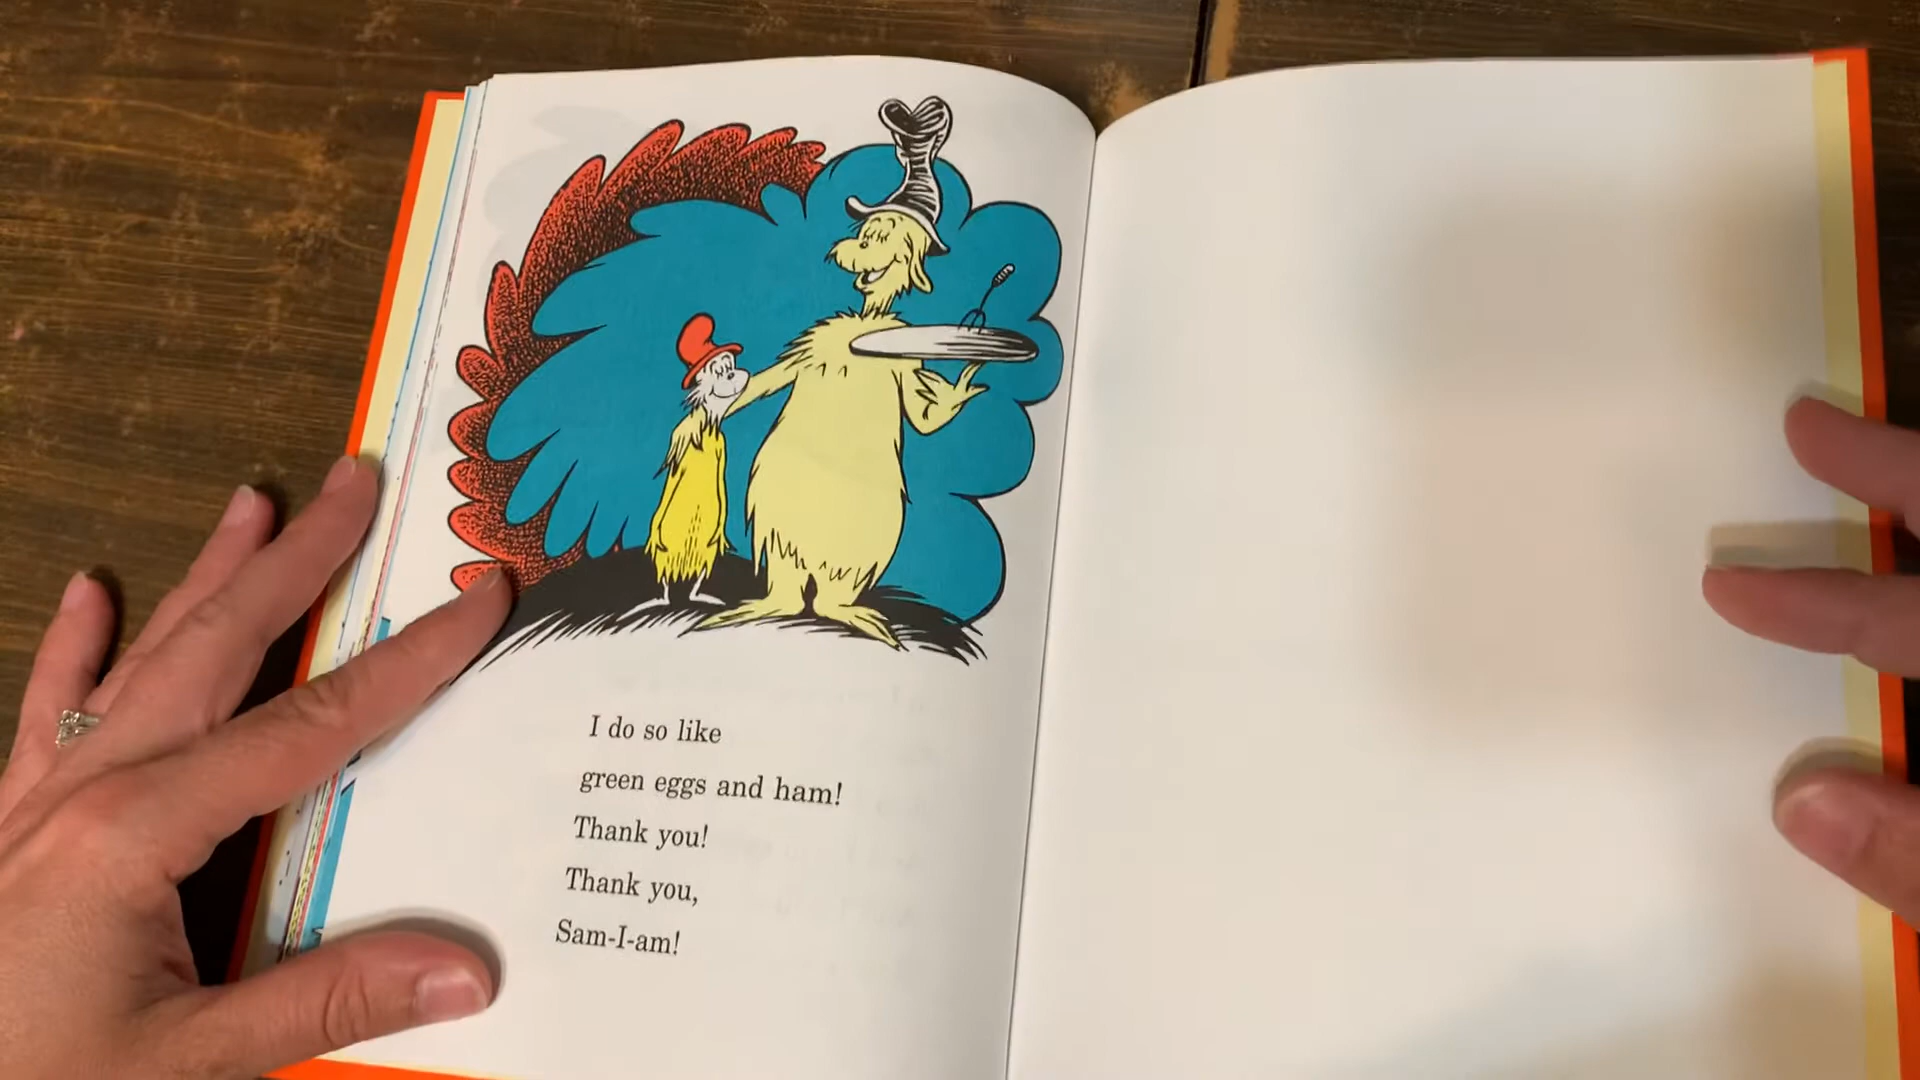 I do so like
green eggs and ham!
Thank you!
Thank you,
Sam-I-am!